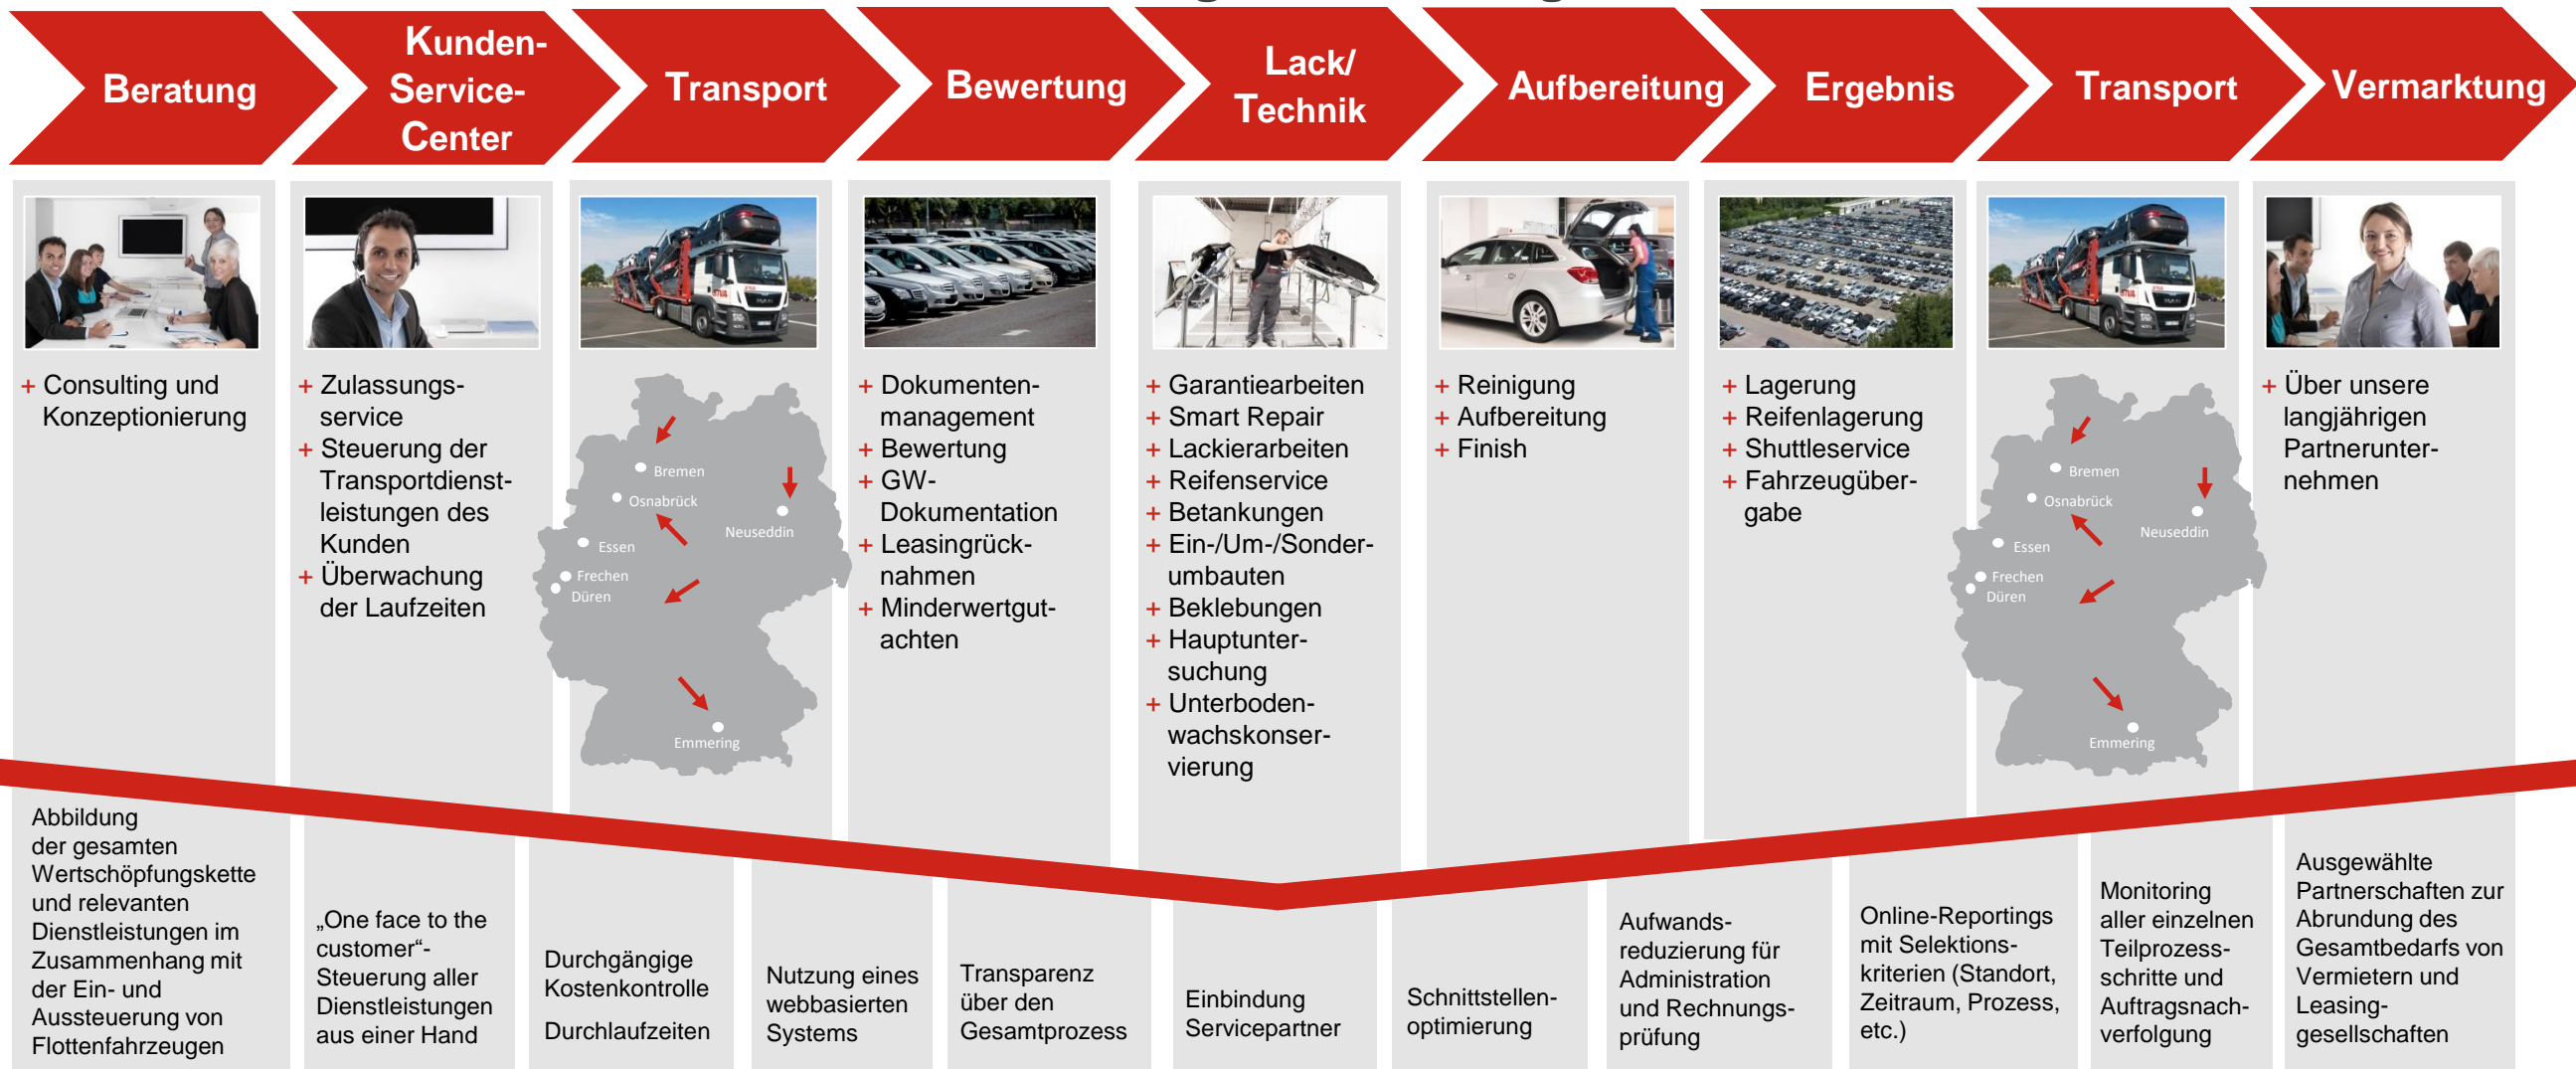 Beratung
Kunden-
Service-
Center
Transport
Bewertung
Lack/
Technik
Aufbereitung
Ergebnis
Transport
Vermarktung
+ Consulting und
Konzeptionierung
+ Zulassungs-
service
+ Steuerung der
Transportdienst-
leistungen des
Kunden
+ Überwachung
der Laufzeiten
Bremen
Osnabrück
Neuseddin
Essen
Frechen
Düren
Emmering
+ Dokumenten-
management
+ Bewertung
+ GW-
Dokumentation
+ Leasingrück-
nahmen
+ Minderwertgut-
achten
+ Garantiearbeiten
+ Smart Repair
+ Lackierarbeiten
+ Reifenservice
+ Betankungen
+ Ein-/Um-/Sonder-
umbauten
+ Beklebungen
+ Hauptunter-
suchung
+ Unterboden-
wachskonser-
vierung
+ Reinigung
+ Aufbereitung
+ Finish
+ Lagerung
+ Reifenlagerung
+ Shuttleservice
+ Fahrzeugüber-
gabe
Bremen
Osnabrück
Neuseddin
Essen
Frechen
Düren
Emmering
+ Über unsere
langjährigen
Partnerunter-
nehmen
Abbildung
der gesamten
Wertschöpfungskette
und relevanten
Dienstleistungen im
Zusammenhang mit
der Ein- und
Aussteuerung von
Flottenfahrzeugen
„One face to the
customer“-
Steuerung aller
Dienstleistungen
aus einer Hand
Durchgängige
Kostenkontrolle
Durchlaufzeiten
Nutzung eines
webbasierten
Systems
Transparenz
über den
Gesamtprozess
Einbindung
Servicepartner
Schnittstellen-
optimierung
Aufwands-
reduzierung für
Administration
und Rechnungs-
prüfung
Online-Reportings
mit Selektions-
kriterien (Standort,
Zeitraum, Prozess,
etc.)
Monitoring
aller einzelnen
Teilprozess-
schritte und
Auftragsnach-
verfolgung
Ausgewählte
Partnerschaften zur
Abrundung des
Gesamtbedarfs von
Vermietern und
Leasing-
gesellschaften